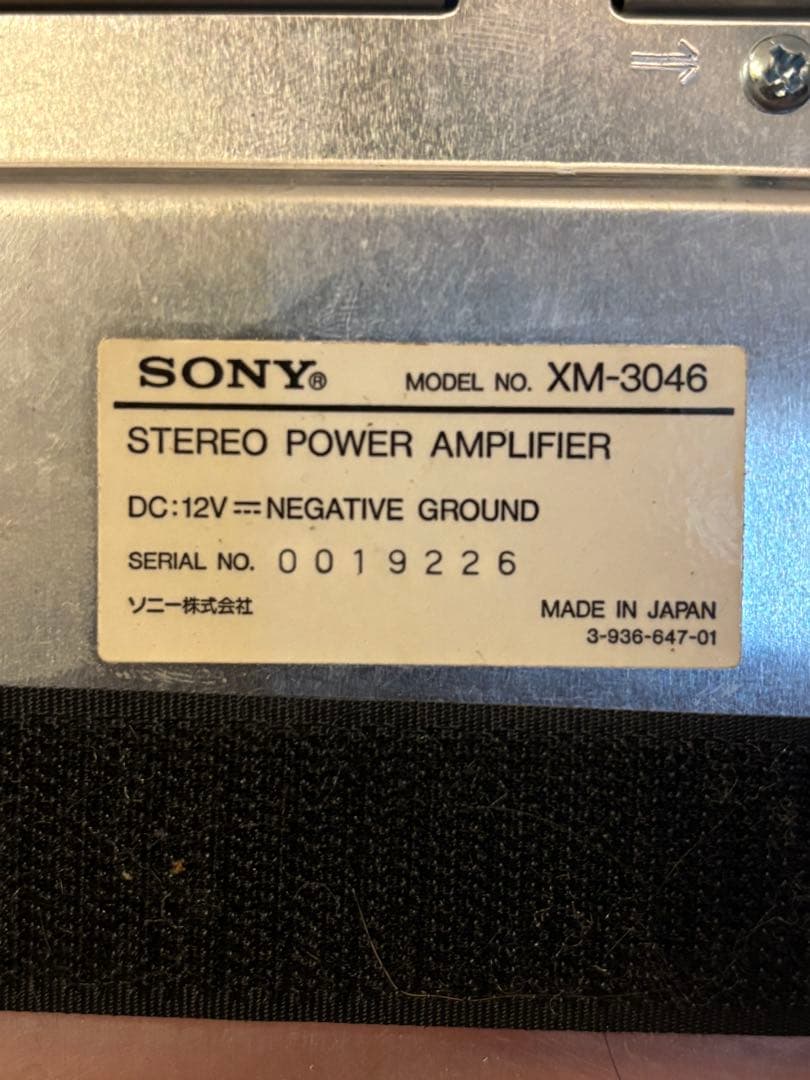 SONY® MODEL NO. XM-3046
STEREO POWER AMPLIFIER
DC:12V⎓NEGATIVE GROUND
SERIAL NO. 0019226
ソニー株式会社 MADE IN JAPAN
3-936-647-01